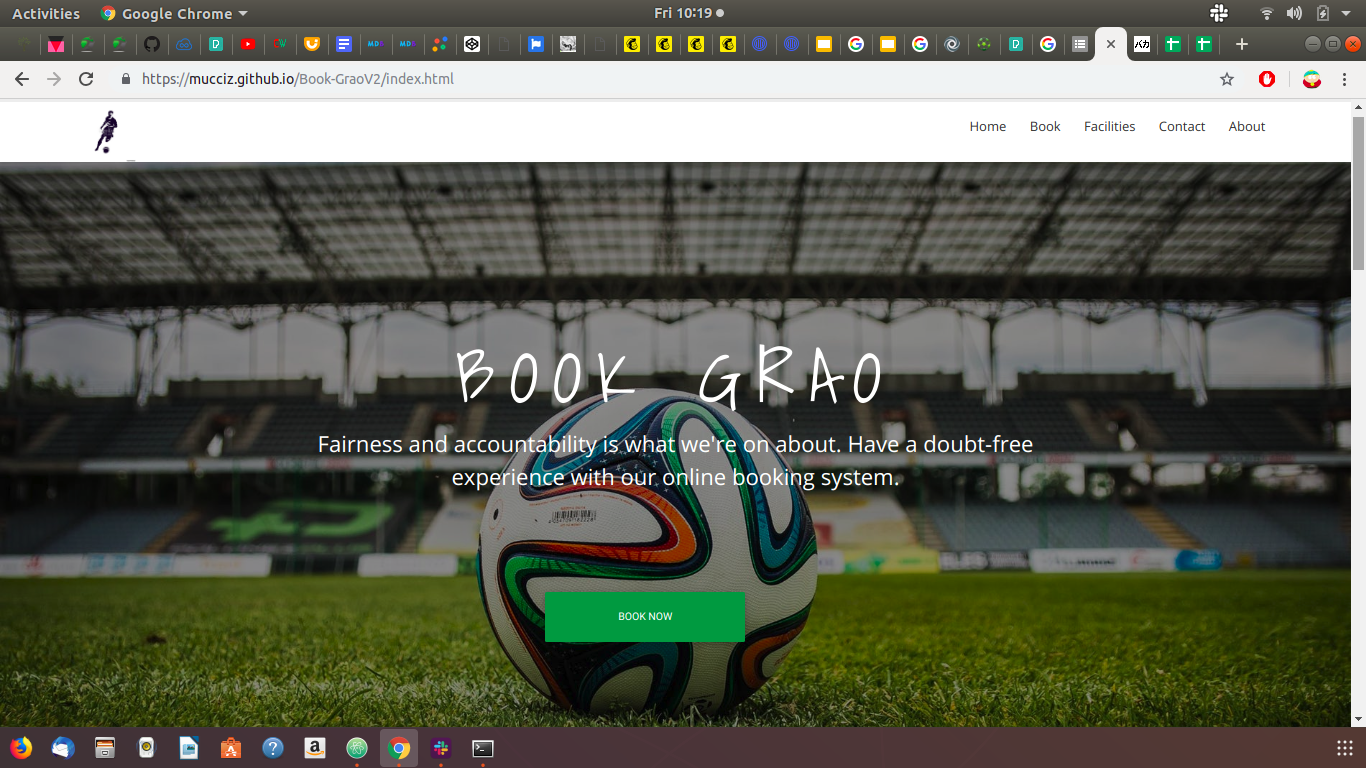 Activities Google Chrome Fri 10:19
https://mucciz.github.io/Book-GraoV2/index.html
Home Book Facilities Contact About
BOOK GRAO
Fairness and accountability is what we're on about. Have a doubt-free
experience with our online booking system.
BOOK NOW